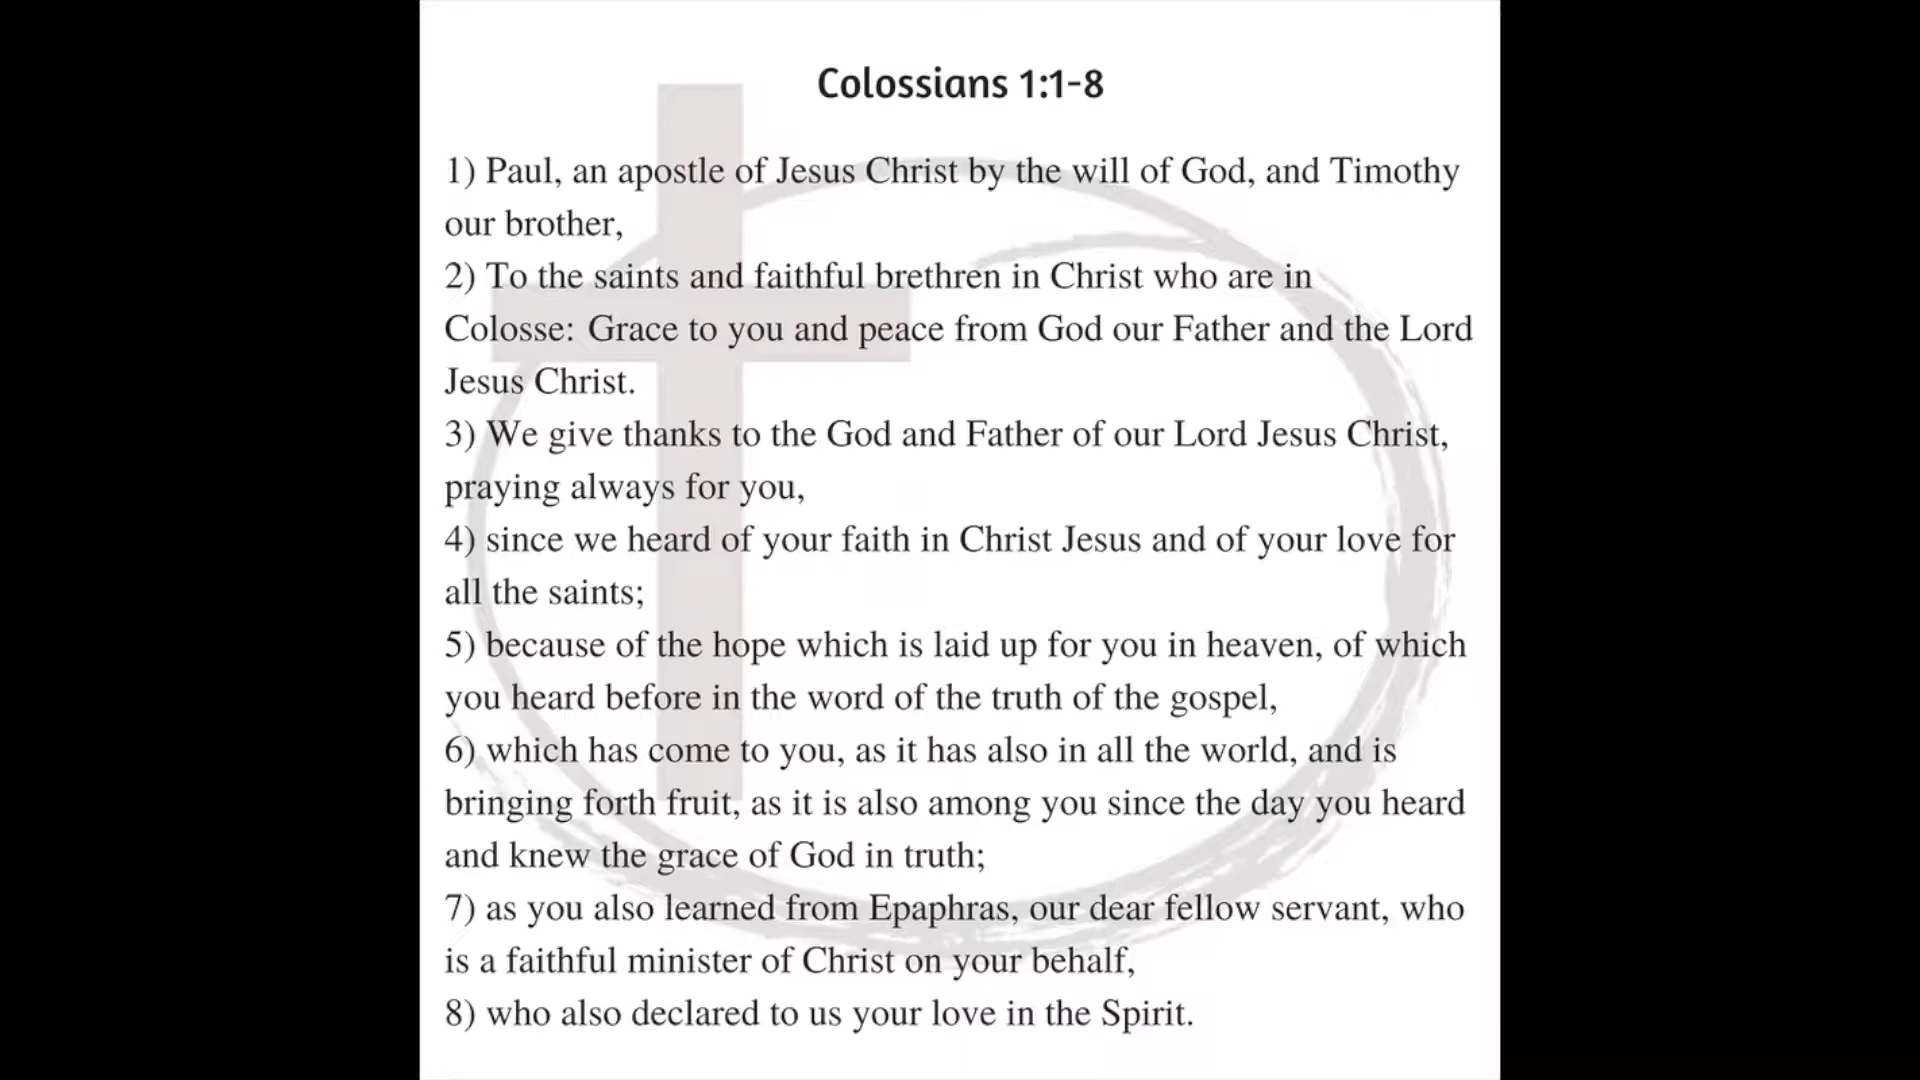 Colossians 1:1-8
1) Paul, an apostle of Jesus Christ by the will of God, and Timothy
our brother,
2) To the saints and faithful brethren in Christ who are in
Colosse: Grace to you and peace from God our Father and the Lord
Jesus Christ.
3) We give thanks to the God and Father of our Lord Jesus Christ,
praying always for you,
4) since we heard of your faith in Christ Jesus and of your love for
all the saints;
5) because of the hope which is laid up for you in heaven, of which
you heard before in the word of the truth of the gospel,
6) which has come to you, as it has also in all the world, and is
bringing forth fruit, as it is also among you since the day you heard
and knew the grace of God in truth;
7) as you also learned from Epaphras, our dear fellow servant, who
is a faithful minister of Christ on your behalf,
8) who also declared to us your love in the Spirit.